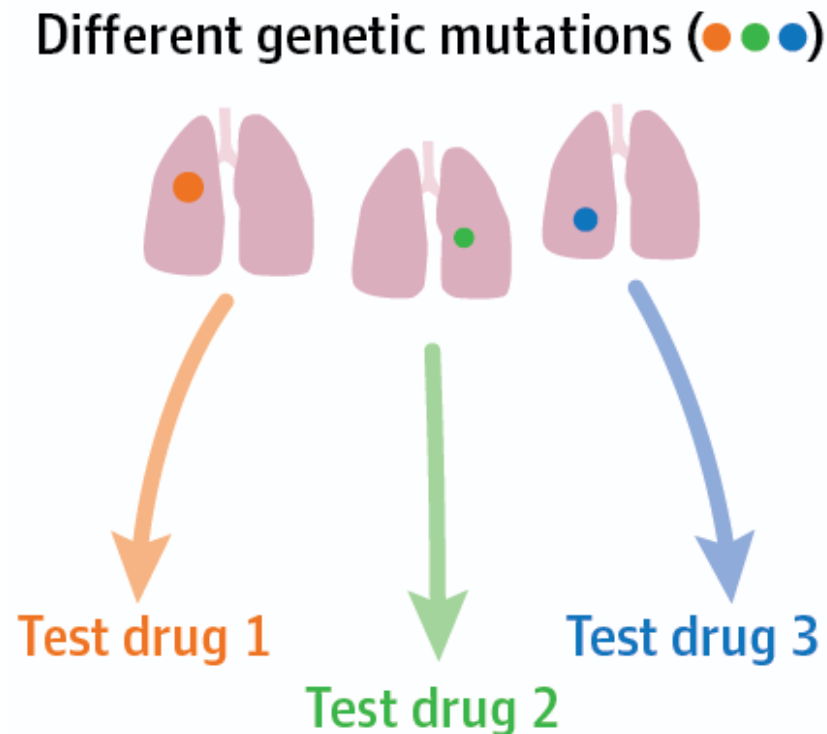 Different genetic mutations (●●●)
Test drug 1
Test drug 2
Test drug 3